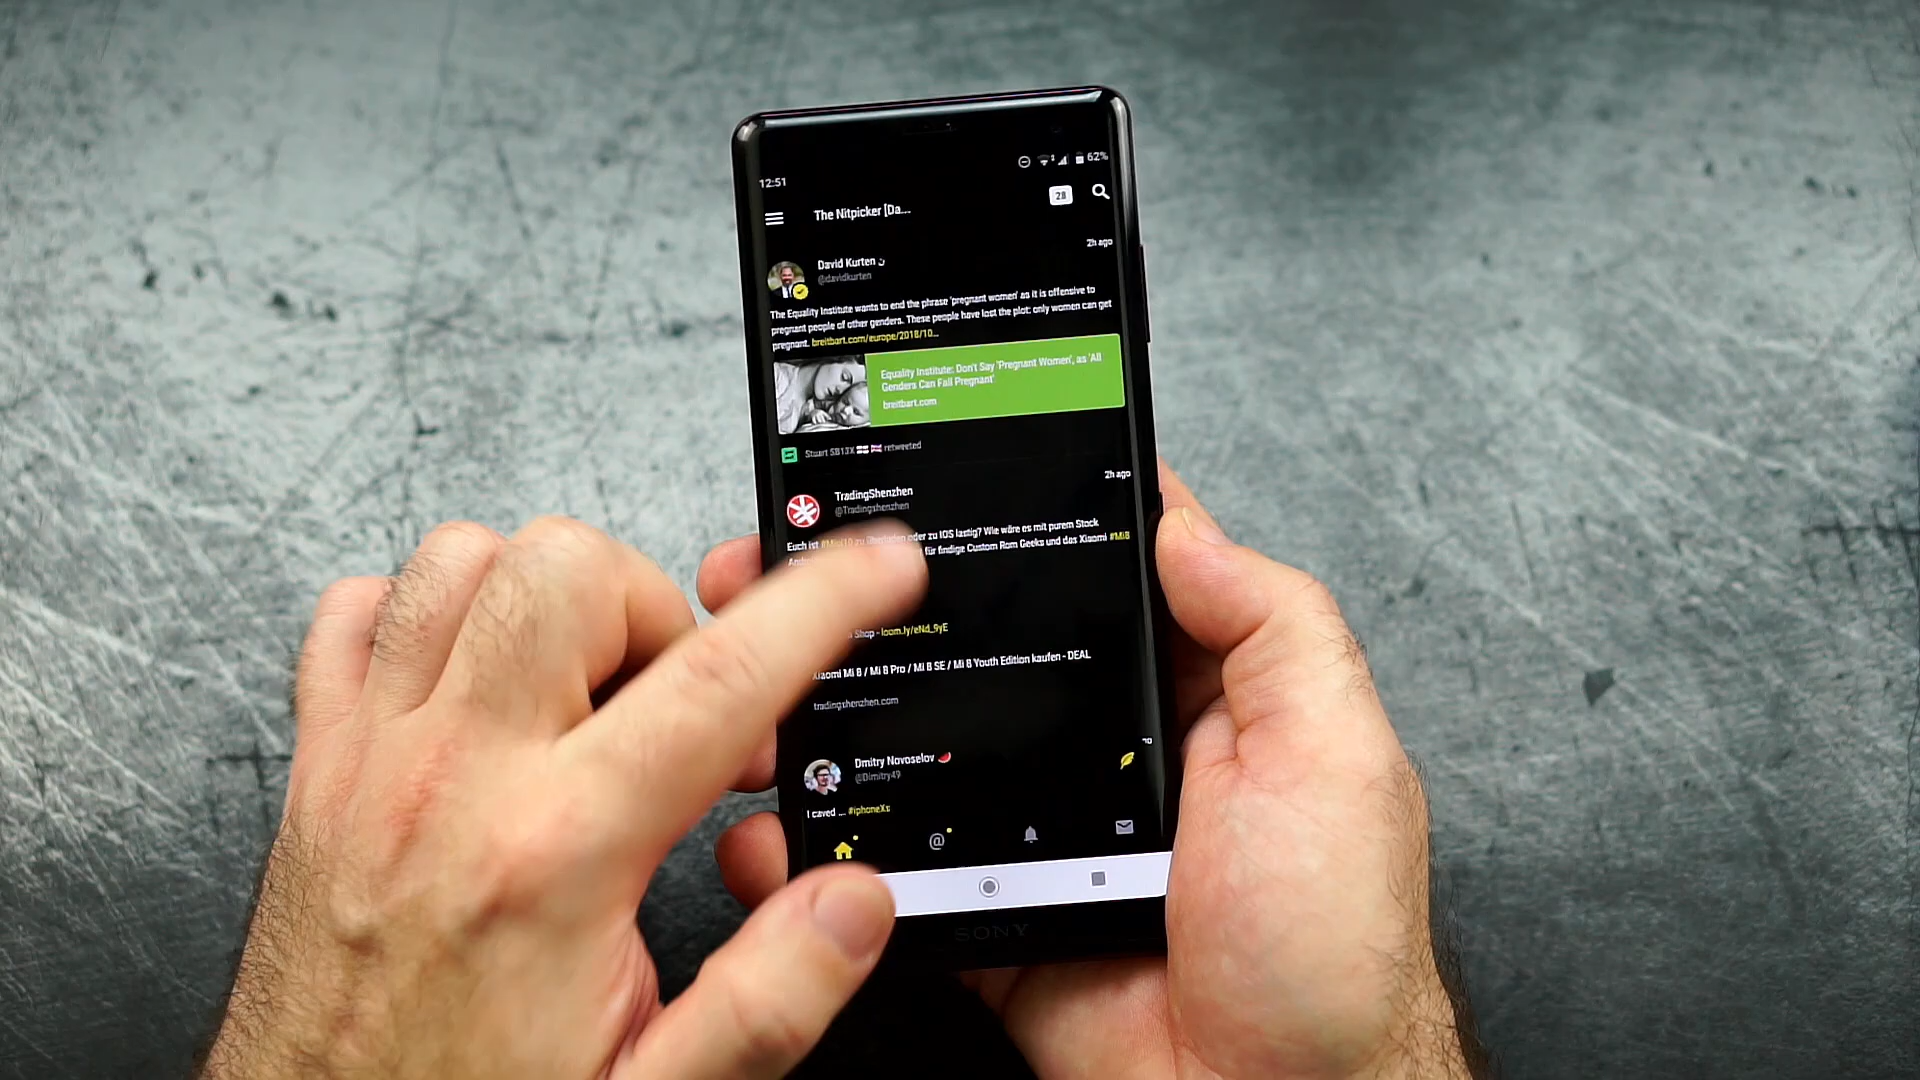 62%
12:51
The Nitpicker [Da...
28
2h ago
David Kurten
@davidkurten
The Equality Institute wants to end the phrase 'pregnant women' as it is offensive to
pregnant people of other genders. These people have lost the plot: only women can get
pregnant. breitbart.com/europe/2018/10...
Equality Institute: Don't Say 'Pregnant Women', as 'All
Genders Can Fall Pregnant'
breitbart.com
Stuart SB13X retweeted
2h ago
TradingShenzhen
@Tradingshenzhen
Euch ist #Miui10 zu überladen oder zu IOS lastig? Wie wäre es mit purem Stock
für findige Custom Rom Geeks und das Xiaomi #Mi8
Shop - loom.ly/eNd_9yE
Xiaomi Mi 8 / Mi 8 Pro / Mi 8 SE / Mi 8 Youth Edition kaufen - DEAL
tradingshenzhen.com
Dmitry Novoselov
@Dimitry49
I caved ... #iphoneXs
@
SONY